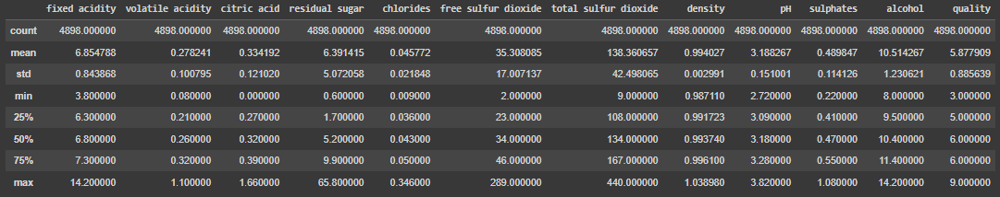 fixed acidity volatile acidity citric acid residual sugar chlorides free sulfur dioxide total sulfur dioxide density pH sulphates alcohol quality
count 4898.000000 4898.000000 4898.000000 4898.000000 4898.000000 4898.000000 4898.000000 4898.000000 4898.000000 4898.000000 4898.000000 4898.000000
mean 6.854788 0.278241 0.334192 6.391415 0.045772 35.308085 138.360657 0.994027 3.188267 0.489847 10.514267 5.877909
std 0.843868 0.100795 0.121020 5.072058 0.021848 17.007137 42.498065 0.002991 0.151001 0.114126 1.230621 0.885639
min 3.800000 0.080000 0.000000 0.600000 0.009000 2.000000 9.000000 0.987110 2.720000 0.220000 8.000000 3.000000
25% 6.300000 0.210000 0.270000 1.700000 0.036000 23.000000 108.000000 0.991723 3.090000 0.410000 9.500000 5.000000
50% 6.800000 0.260000 0.320000 5.200000 0.043000 34.000000 134.000000 0.993740 3.180000 0.470000 10.400000 6.000000
75% 7.300000 0.320000 0.390000 9.900000 0.050000 46.000000 167.000000 0.996100 3.280000 0.550000 11.400000 6.000000
max 14.200000 1.100000 1.660000 65.800000 0.346000 289.000000 440.000000 1.038980 3.820000 1.080000 14.200000 9.000000